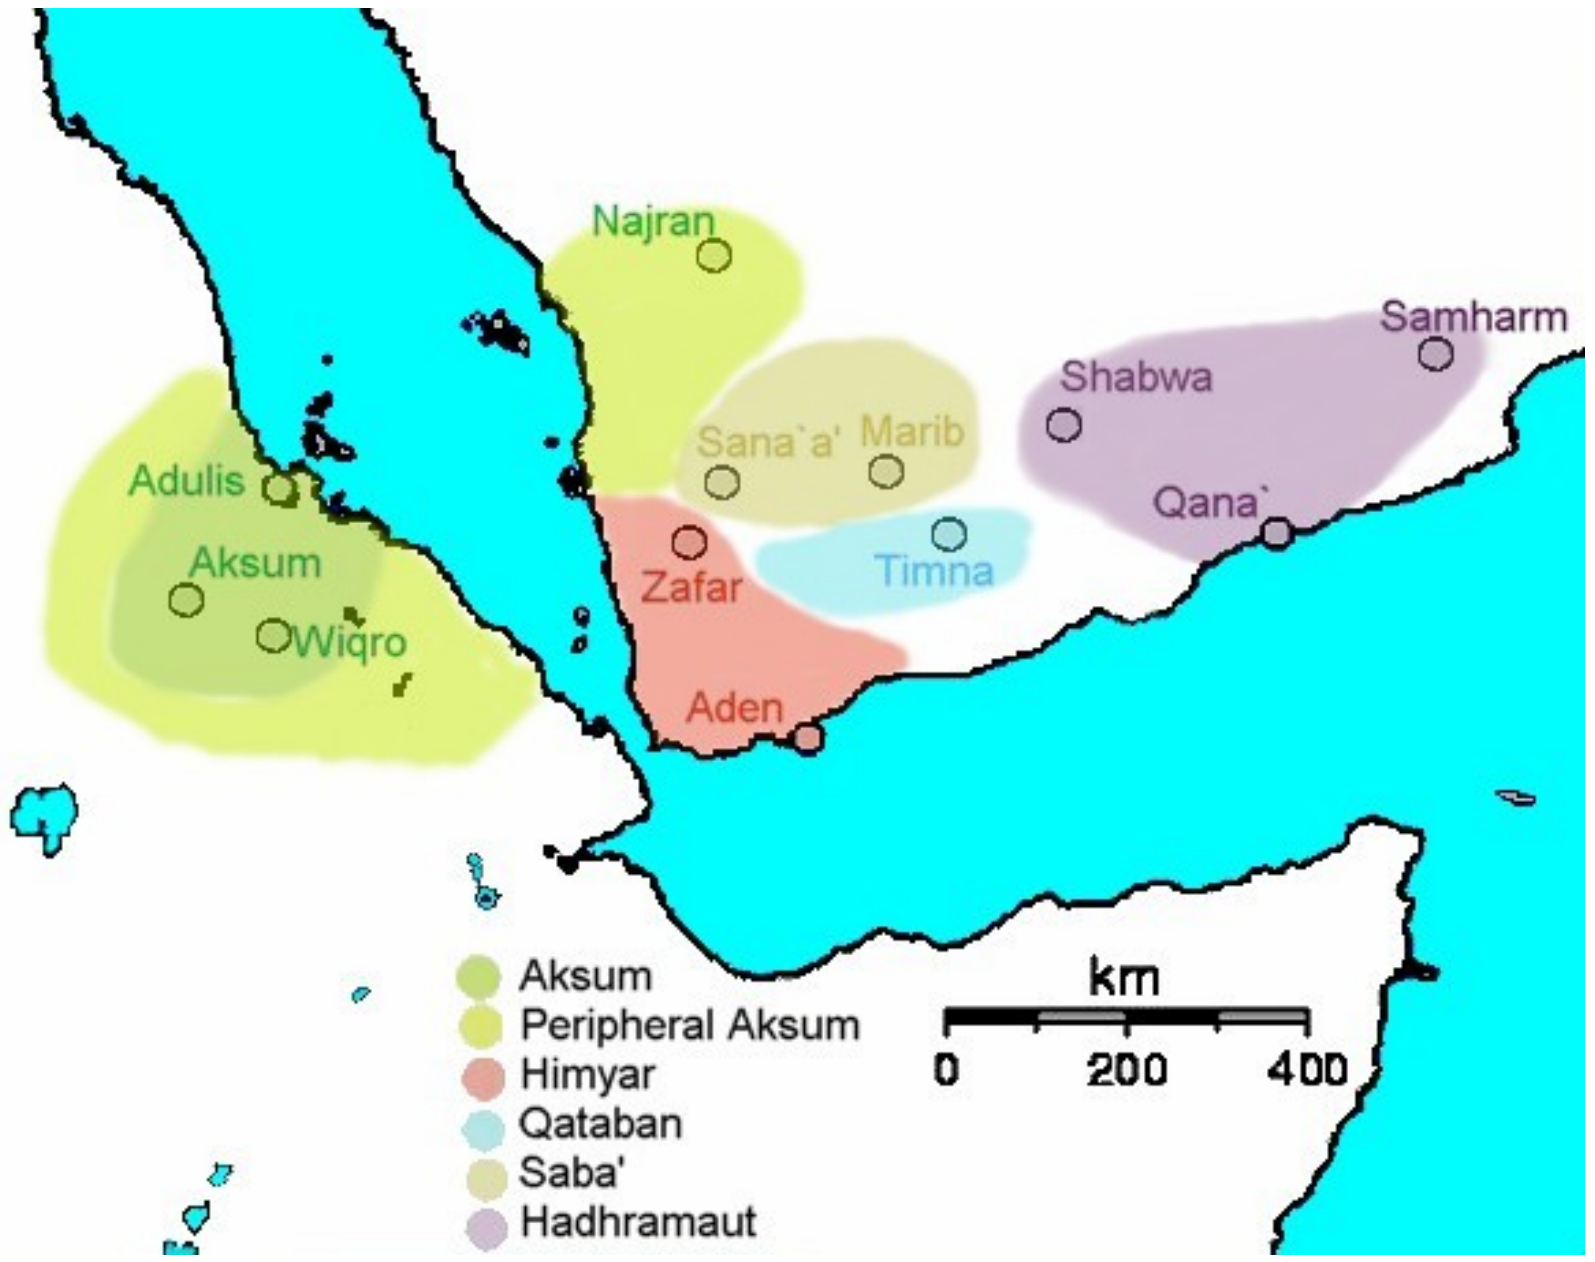 Najran
Samharm
Shabwa
Sana`a' Marib
Adulis
Qana`
Aksum
Timna
Zafar
Wiqro
Aden
Aksum
Peripheral Aksum
Himyar
Qataban
Saba'
Hadhramaut
km
0 200 400